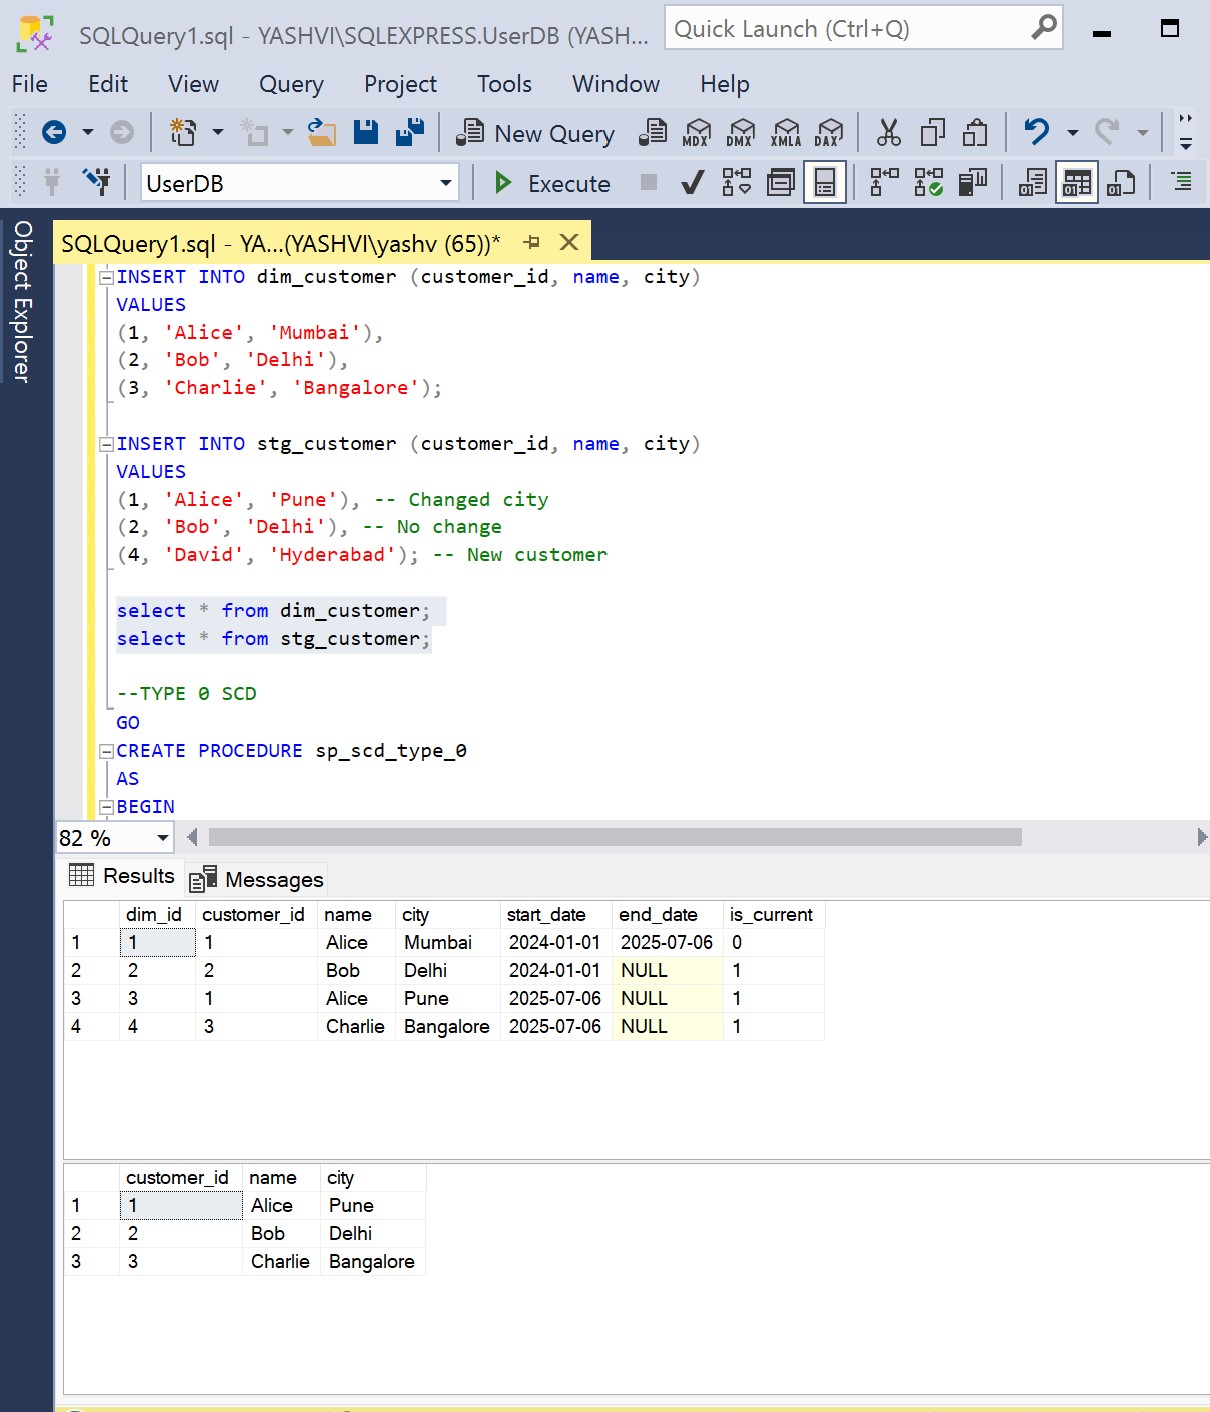 SQLQuery1.sql - YASHVI\SQLEXPRESS.UserDB (YASH...
Quick Launch (Ctrl+Q)
File Edit View Query Project Tools Window Help
New Query MDX DMX XMLA DAX
UserDB Execute
Object Explorer
SQLQuery1.sql - YA...(YASHVI\yashv (65))*
INSERT INTO dim_customer (customer_id, name, city)
VALUES
(1, 'Alice', 'Mumbai'),
(2, 'Bob', 'Delhi'),
(3, 'Charlie', 'Bangalore');
INSERT INTO stg_customer (customer_id, name, city)
VALUES
(1, 'Alice', 'Pune'), -- Changed city
(2, 'Bob', 'Delhi'), -- No change
(4, 'David', 'Hyderabad'); -- New customer
select * from dim_customer;
select * from stg_customer;
--TYPE 0 SCD
GO
CREATE PROCEDURE sp_scd_type_0
AS
BEGIN
82 %
Results Messages
dim_id customer_id name city start_date end_date is_current
1 1 1 Alice Mumbai 2024-01-01 2025-07-06 0
2 2 2 Bob Delhi 2024-01-01 NULL 1
3 3 1 Alice Pune 2025-07-06 NULL 1
4 4 3 Charlie Bangalore 2025-07-06 NULL 1
customer_id name city
1 1 Alice Pune
2 2 Bob Delhi
3 3 Charlie Bangalore